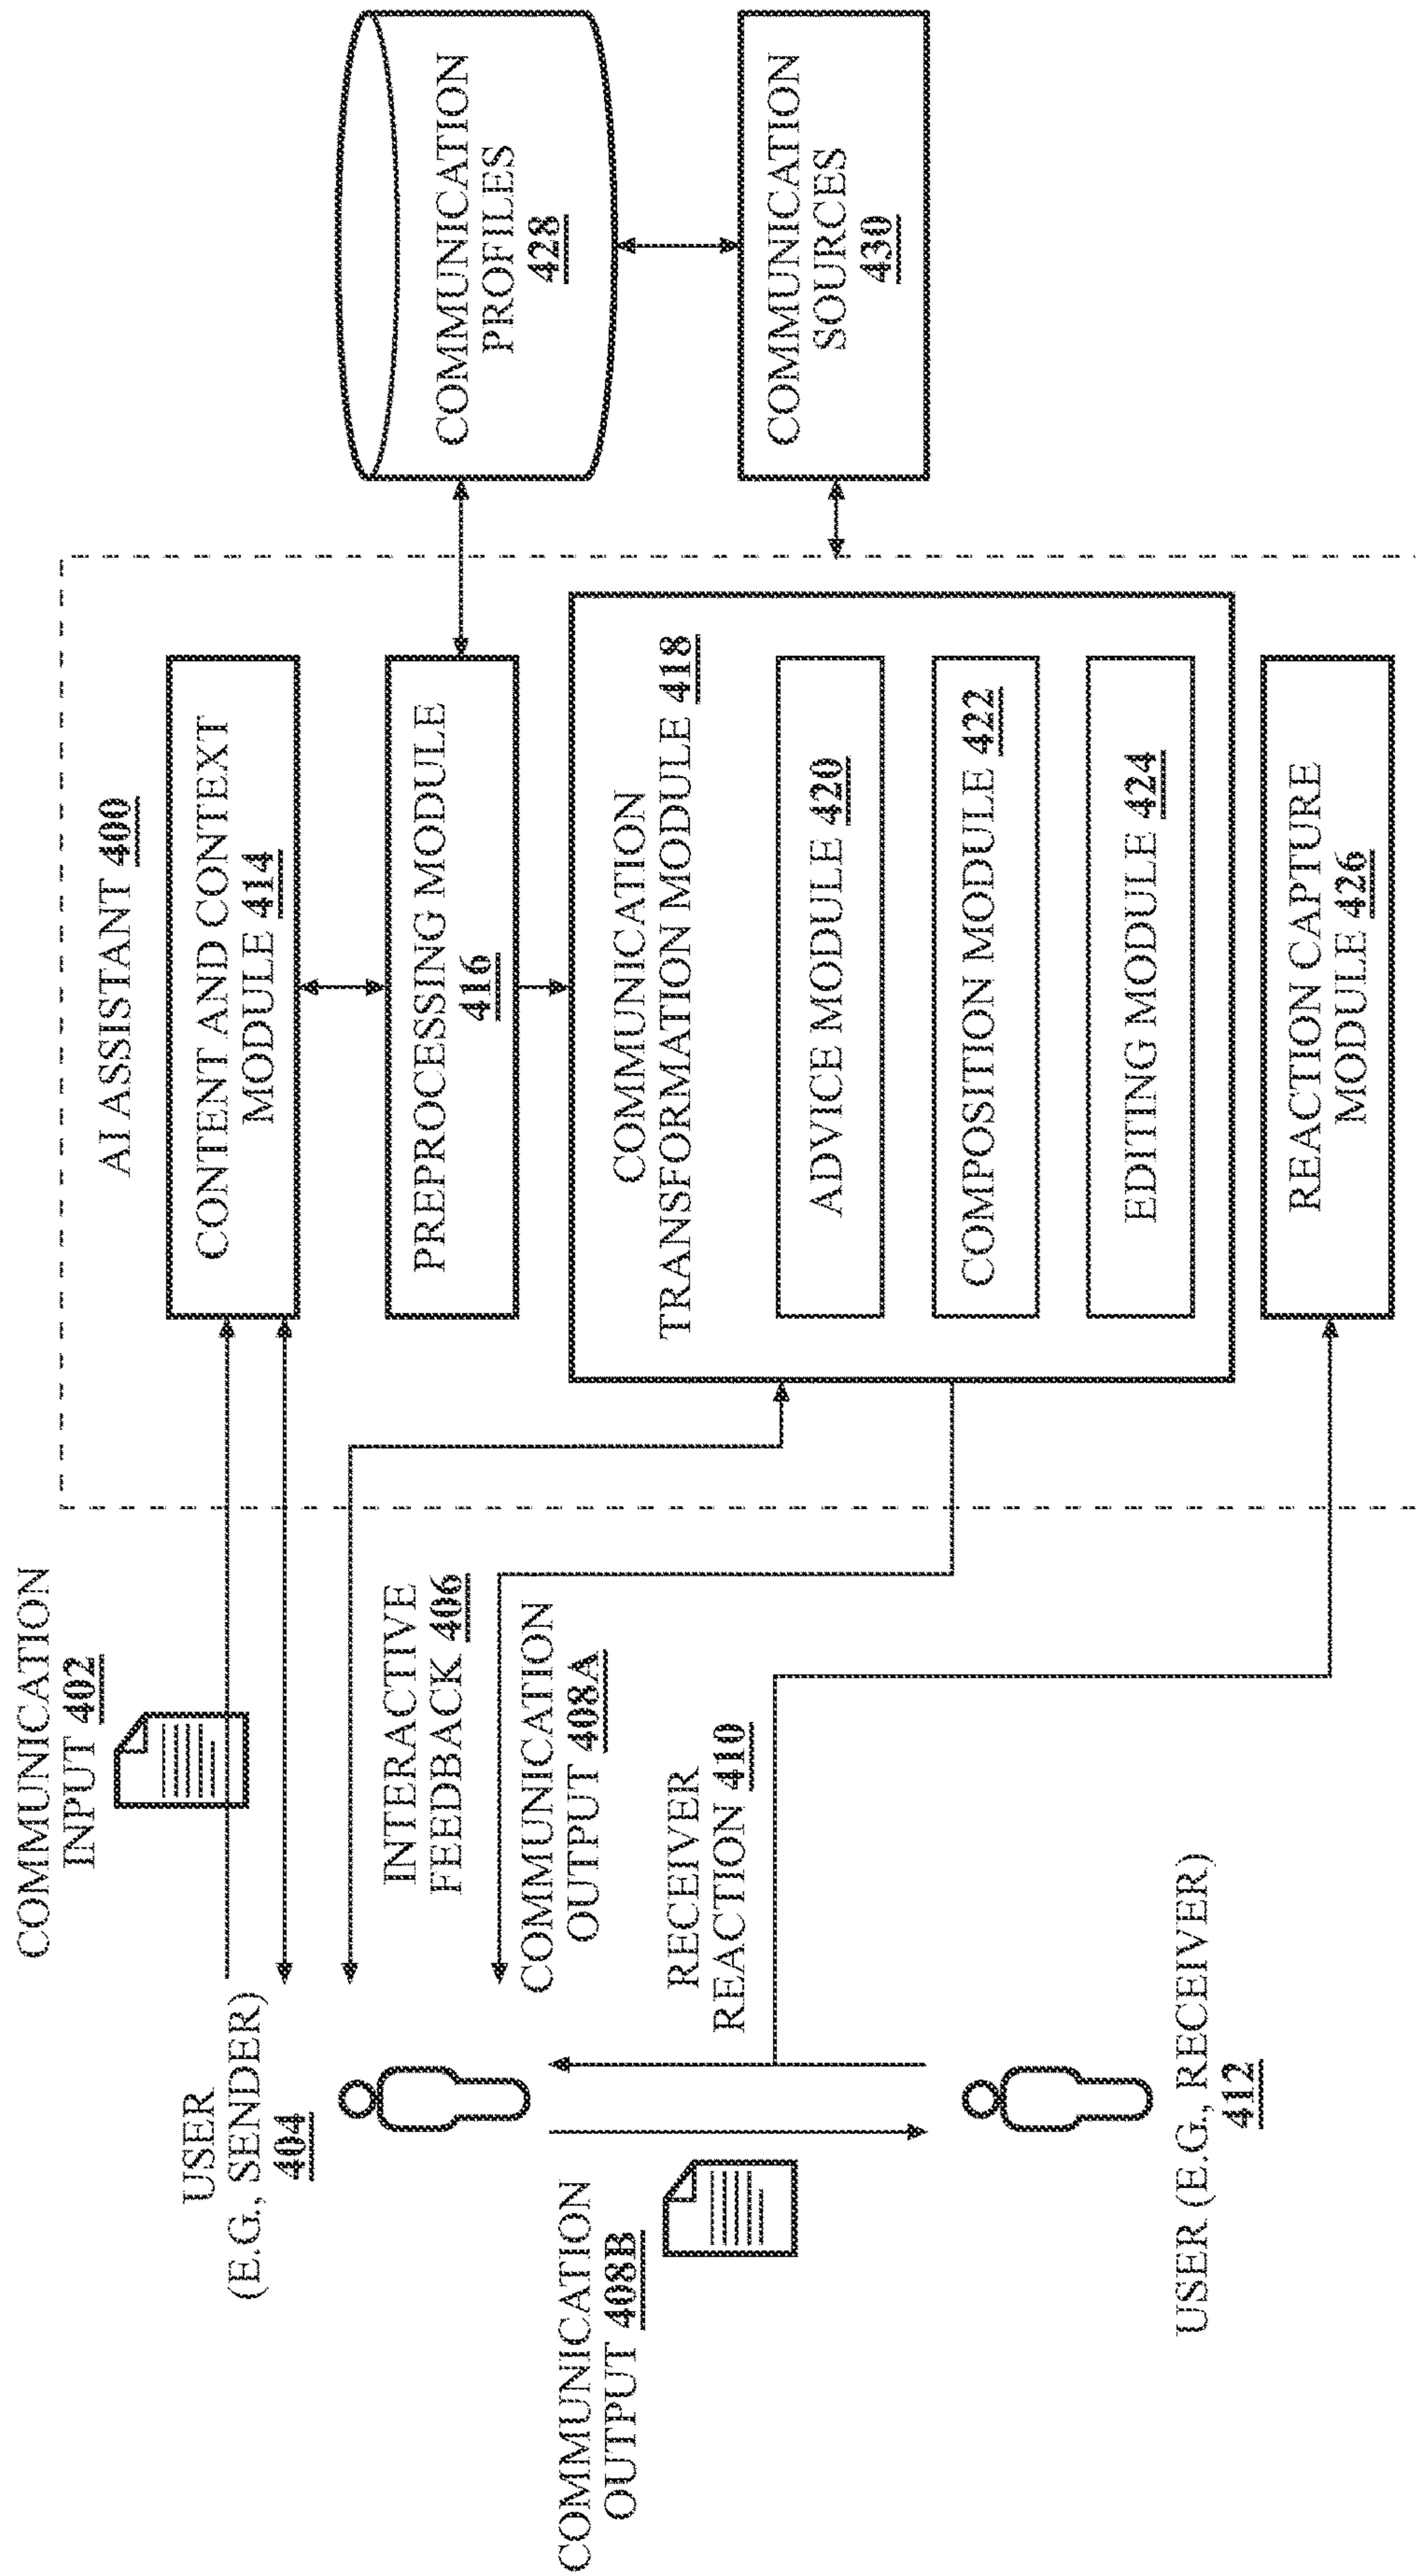 COMMUNICATION
INPUT 402
USER
(E.G., SENDER)
404
INTERACTIVE
FEEDBACK 406
COMMUNICATION
OUTPUT 408A
COMMUNICATION
OUTPUT 408B
RECEIVER
REACTION 410
USER (E.G., RECEIVER)
412
AI ASSISTANT 400
CONTENT AND CONTEXT
MODULE 414
PREPROCESSING MODULE
416
COMMUNICATION
TRANSFORMATION MODULE 418
ADVICE MODULE 420
COMPOSITION MODULE 422
EDITING MODULE 424
REACTION CAPTURE
MODULE 426
COMMUNICATION
PROFILES
428
COMMUNICATION
SOURCES
430